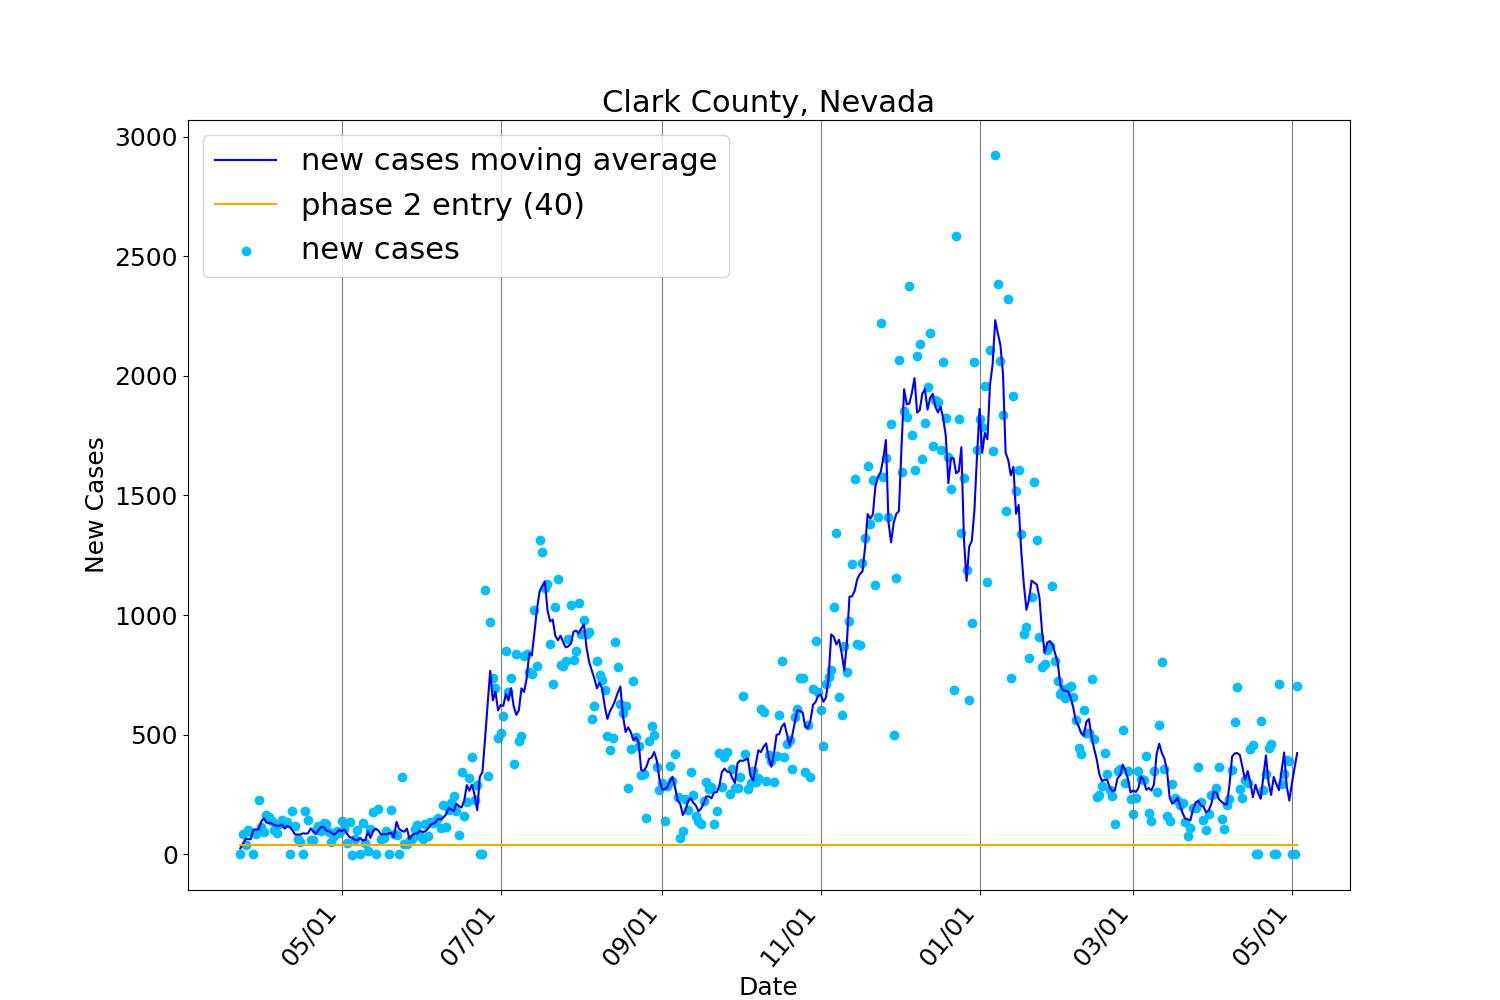 Clark County, Nevada
3000
2500
2000
1500
1000
500
0
New Cases
new cases moving average
phase 2 entry (40)
new cases
05/01
07/01
09/01
11/01
01/01
03/01
05/01
Date